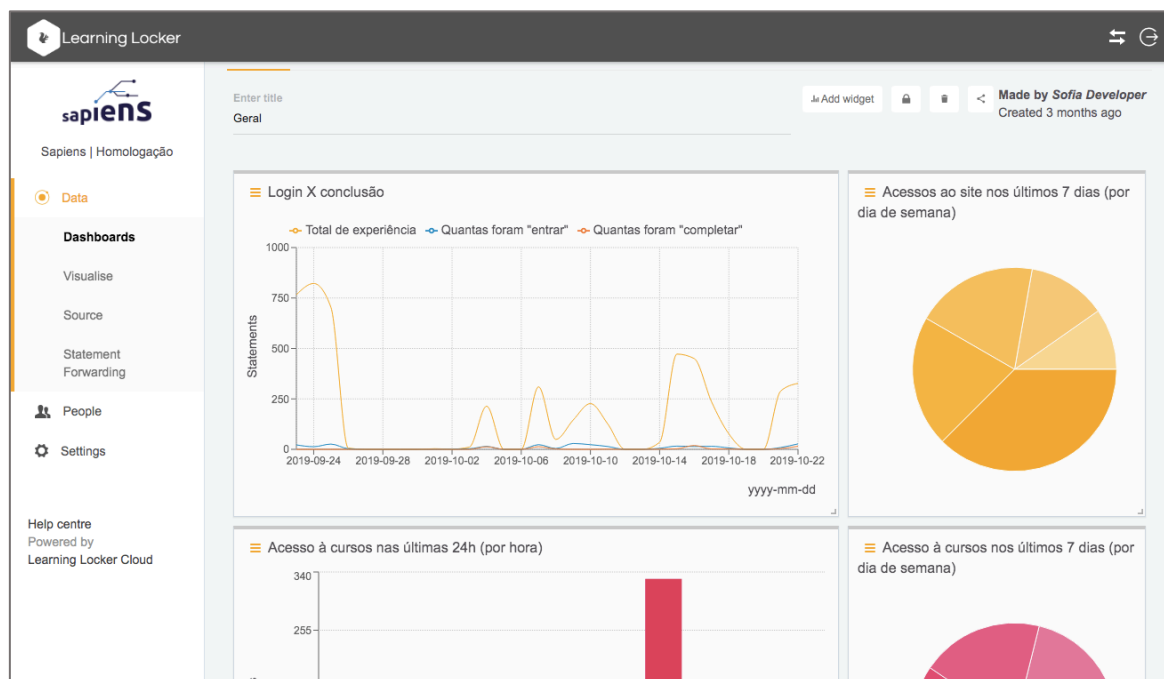 Learning Locker
sapiens
Sapiens | Homologação
Data
Dashboards
Visualise
Source
Statement
Forwarding
People
Settings
Help centre
Powered by
Learning Locker Cloud
Enter title
Geral
Add widget
Made by Sofia Developer
Created 3 months ago
Login X conclusão
Total de experiência
Quantas foram "entrar"
Quantas foram "completar"
1000
750
500
250
0
Statements
2019-09-24 2019-09-28 2019-10-02 2019-10-06 2019-10-10 2019-10-14 2019-10-18 2019-10-22
yyyy-mm-dd
Acessos ao site nos últimos 7 dias (por
dia de semana)
Acesso à cursos nas últimas 24h (por hora)
340
255
Acesso à cursos nos últimos 7 dias (por
dia de semana)